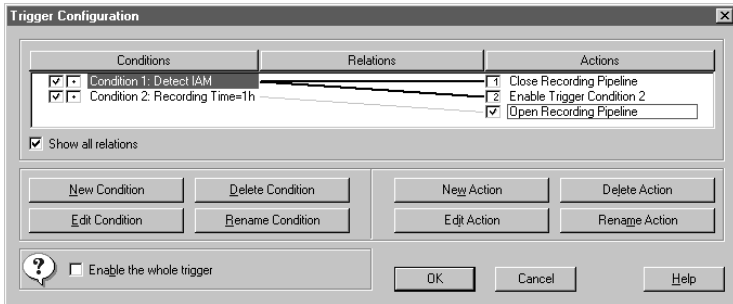 Trigger Configuration
Conditions Relations Actions
Condition 1: Detect IAM 1 Close Recording Pipeline
Condition 2: Recording Time=1h 2 Enable Trigger Condition 2
Open Recording Pipeline
Show all relations
New Condition Delete Condition New Action Delete Action
Edit Condition Rename Condition Edit Action Rename Action
? Enable the whole trigger
OK Cancel Help